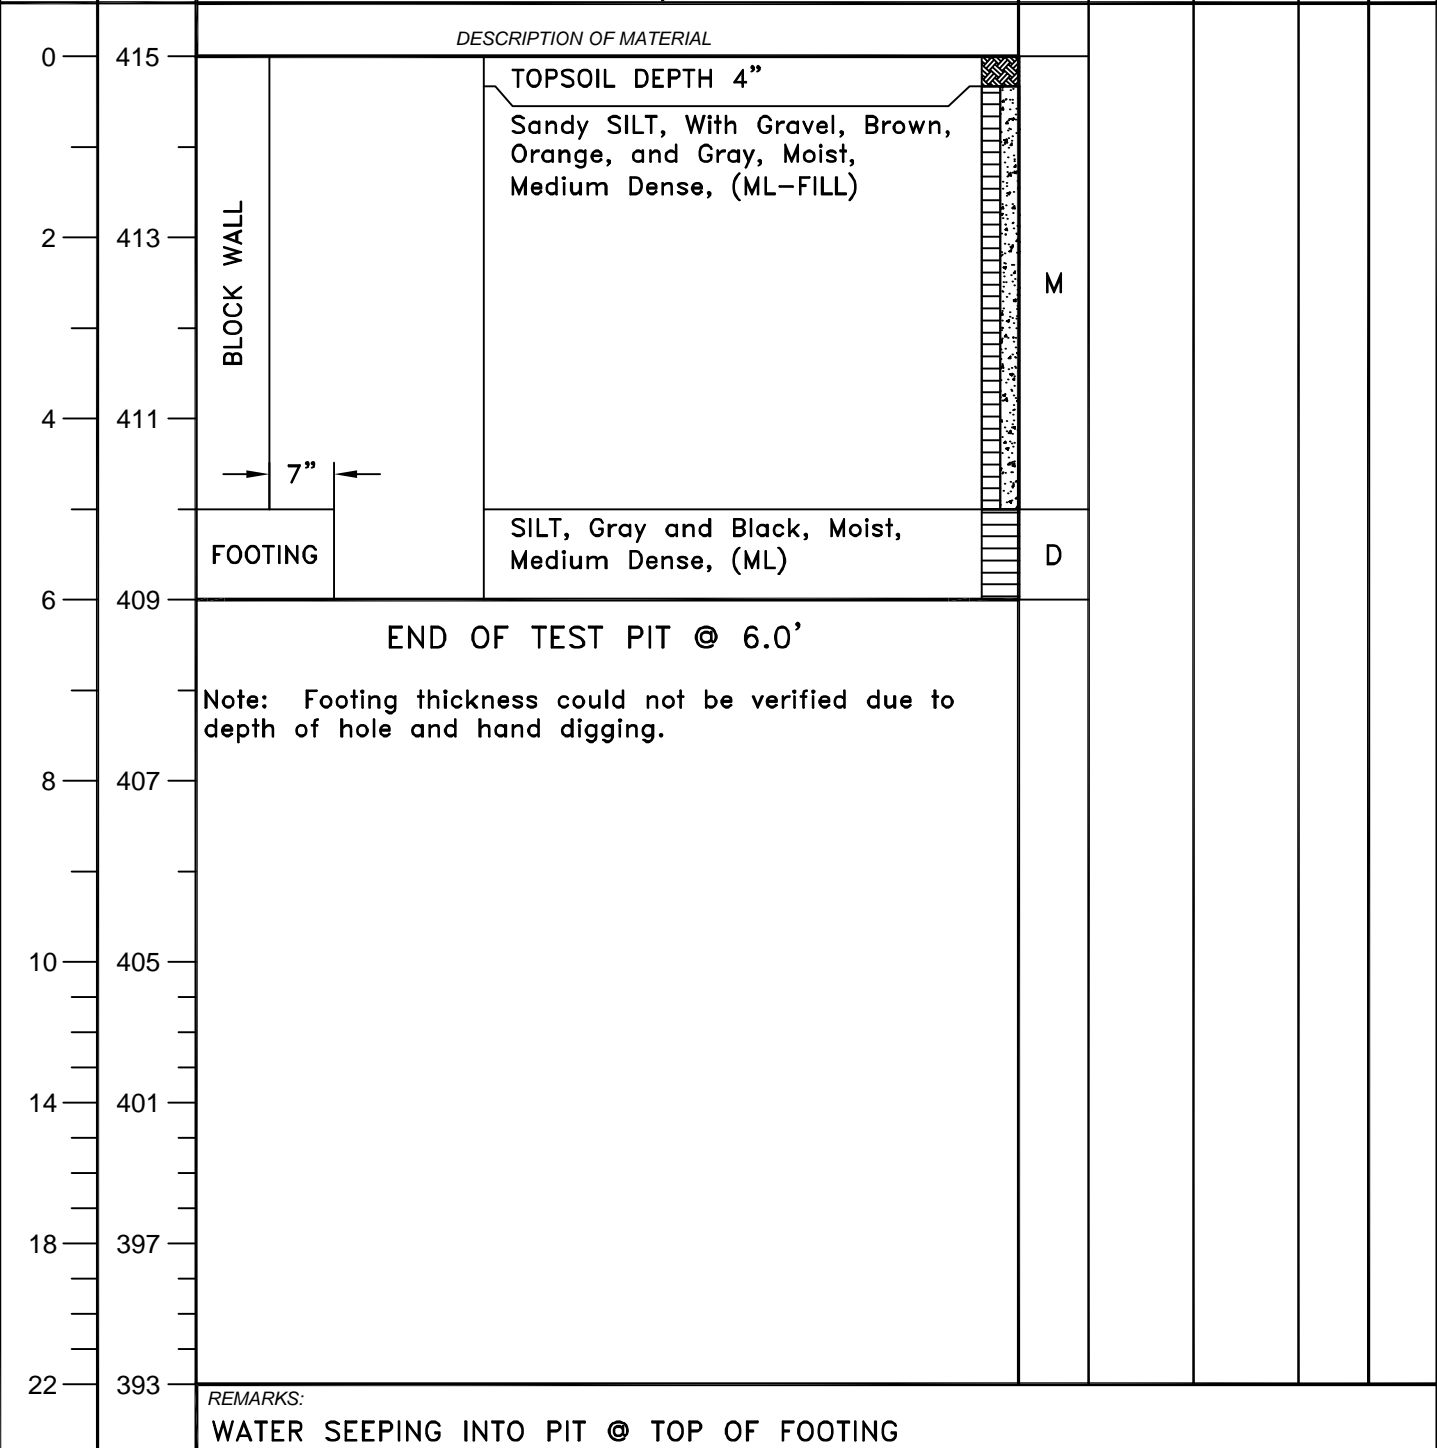 DESCRIPTION OF MATERIAL
0 415
TOPSOIL DEPTH 4”
Sandy SILT, With Gravel, Brown,
Orange, and Gray, Moist,
Medium Dense, (ML-FILL)
BLOCK WALL
2 413
M
4 411
7”
SILT, Gray and Black, Moist,
Medium Dense, (ML)
FOOTING
D
6 409
END OF TEST PIT @ 6.0’
Note: Footing thickness could not be verified due to
depth of hole and hand digging.
8 407
10 405
14 401
18 397
22 393
REMARKS:
WATER SEEPING INTO PIT @ TOP OF FOOTING